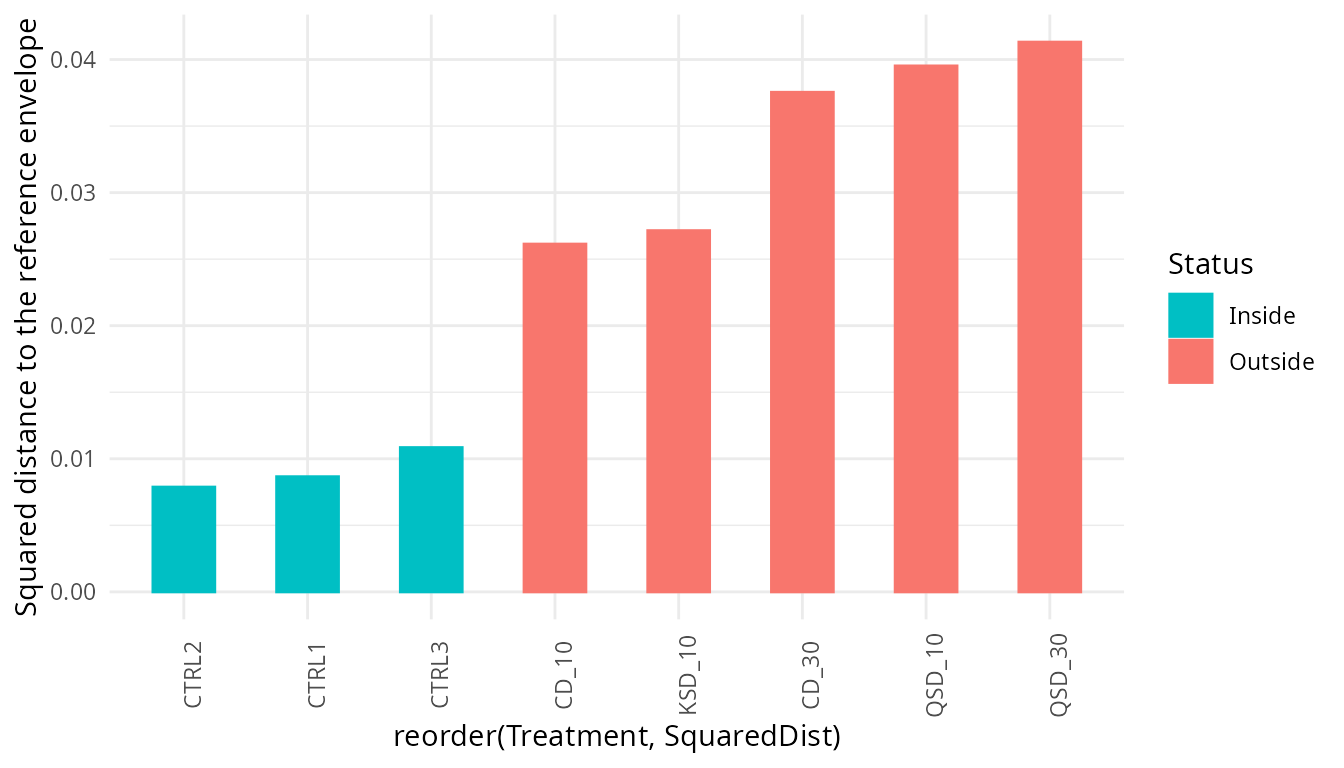 Squared distance to the reference envelope
0.04
0.03
0.02
0.01
0.00
CTRL2
CTRL1
CTRL3
CD_10
KSD_10
CD_30
QSD_10
QSD_30
reorder(Treatment, SquaredDist)
Status
Inside
Outside